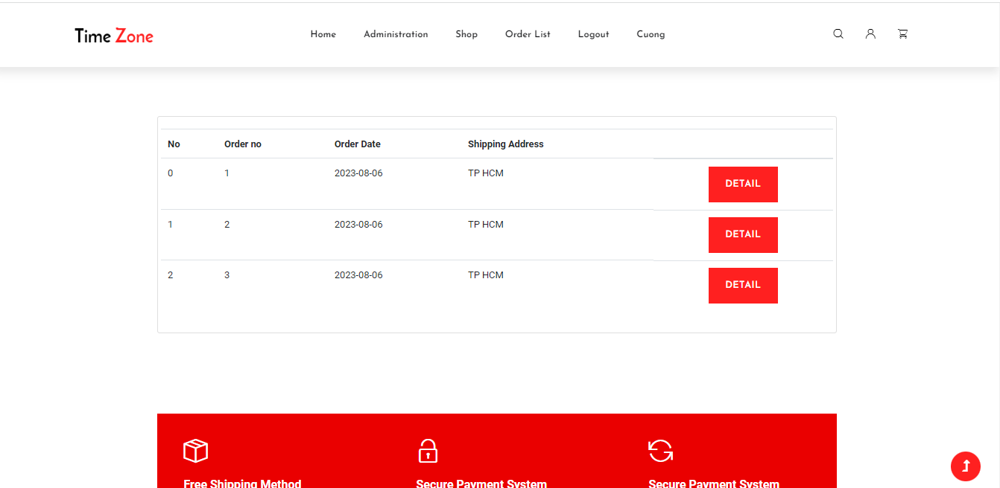 Time Zone Home Administration Shop Order List Logout Cuong
No Order no Order Date Shipping Address
0 1 2023-08-06 TP HCM DETAIL
1 2 2023-08-06 TP HCM DETAIL
2 3 2023-08-06 TP HCM DETAIL
Free Shipping Method Secure Payment System Secure Payment System